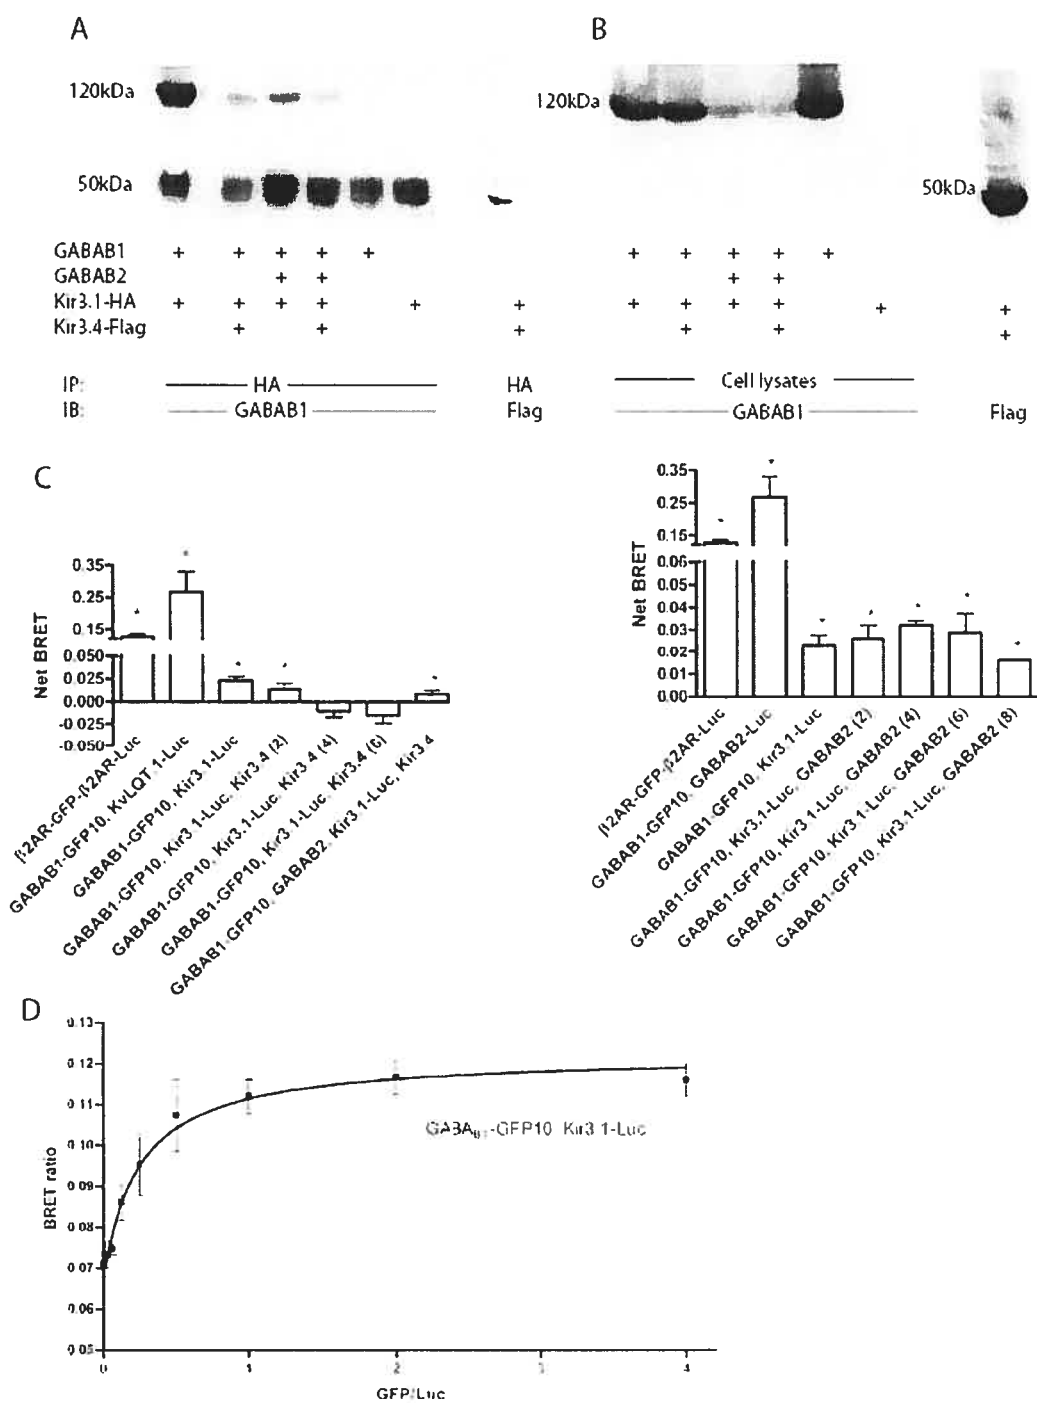 A
120kDa
50kDa
GABAB1 + + + + +
GABAB2 + +
Kir3.1-HA + + + + + +
Kir3.4-Flag + + +
IP: HA HA
IB: GABAB1 Flag
B
120kDa
50kDa
+ + + + +
+ +
+ + + + + +
+ + +
Cell lysates
GABAB1 Flag
C
Net BRET
0.35
0.25
0.15
0.050
0.025
0.000
-0.025
-0.050
* * * * *
β2AR-GFP-β2AR-Luc
GABAB1-GFP10, KvLQT.1-Luc
GABAB1-GFP10, Kir3.1-Luc
GABAB1-GFP10, Kir3.1-Luc, Kir3.4 (2)
GABAB1-GFP10, Kir3.1-Luc, Kir3.4 (4)
GABAB1-GFP10, Kir3.1-Luc, Kir3.4 (6)
GABAB1-GFP10, GABAB2, Kir3.1-Luc, Kir3.4
Net BRET
0.35
0.25
0.15
0.06
0.05
0.04
0.03
0.02
0.01
0.00
* * * * * * *
β2AR-GFP-β2AR-Luc
GABAB1-GFP10, GABAB2-Luc
GABAB1-GFP10, Kir3.1-Luc
GABAB1-GFP10, Kir3.1-Luc, GABAB2 (2)
GABAB1-GFP10, Kir3.1-Luc, GABAB2 (4)
GABAB1-GFP10, Kir3.1-Luc, GABAB2 (6)
GABAB1-GFP10, Kir3.1-Luc, GABAB2 (8)
D
BRET ratio
0.13
0.12
0.11
0.10
0.09
0.08
0.07
0.06
0.05
GABAB1-GFP10 Kir3.1-Luc
0 1 2 3 4
GFP/Luc